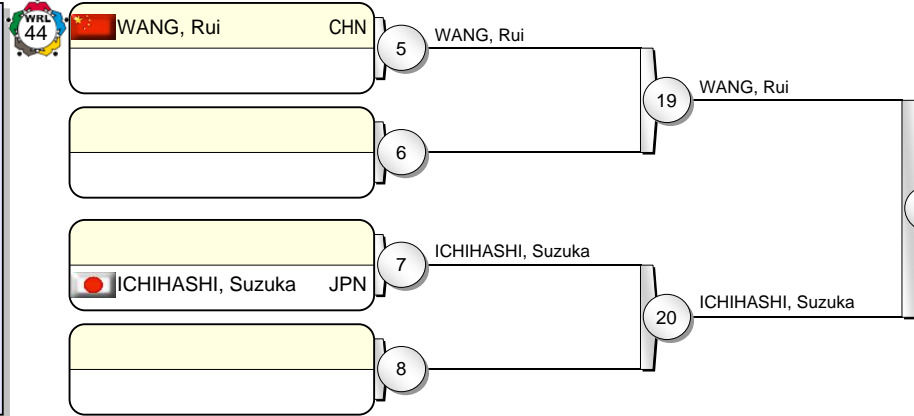 WRL
44
WANG, Rui CHN
5
WANG, Rui
6
19
WANG, Rui
7
ICHIHASHI, Suzuka JPN
ICHIHASHI, Suzuka
8
20
ICHIHASHI, Suzuka